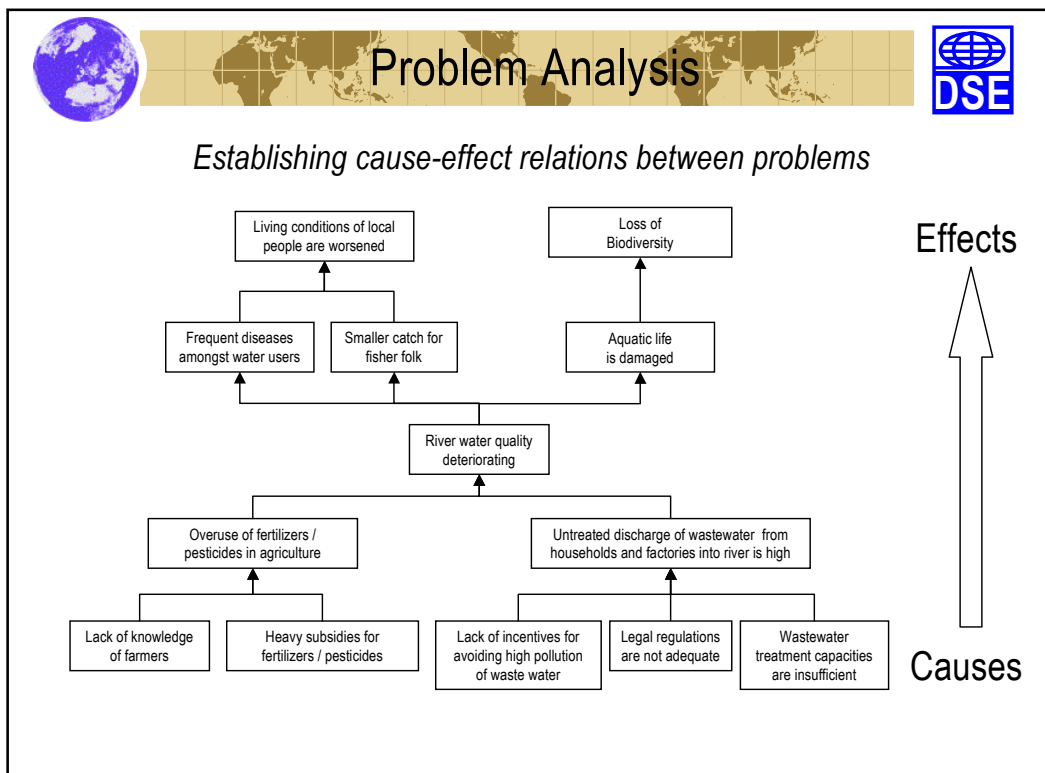 Problem Analysis
DSE
Establishing cause-effect relations between problems
Living conditions of local
people are worsened
Loss of
Biodiversity
Effects
Frequent diseases
amongst water users
Smaller catch for
fisher folk
Aquatic life
is damaged
River water quality
deteriorating
Overuse of fertilizers /
pesticides in agriculture
Untreated discharge of wastewater from
households and factories into river is high
Lack of knowledge
of farmers
Heavy subsidies for
fertilizers / pesticides
Lack of incentives for
avoiding high pollution
of waste water
Legal regulations
are not adequate
Wastewater
treatment capacities
are insufficient
Causes